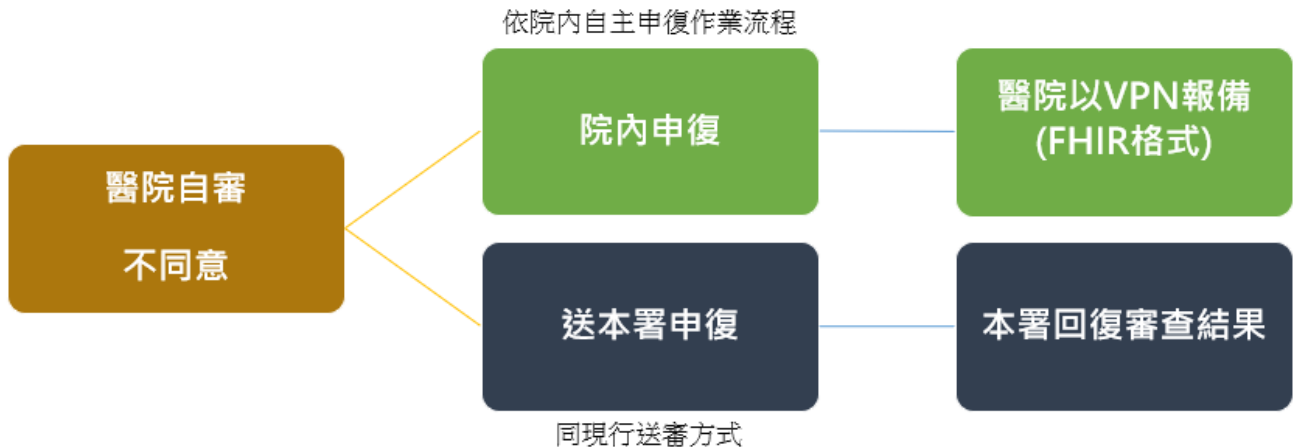 依院內自主申復作業流程
醫院自審
不同意
院內申復
醫院以VPN報備
(FHIR格式)
送本署申復
本署回復審查結果
同現行送審方式